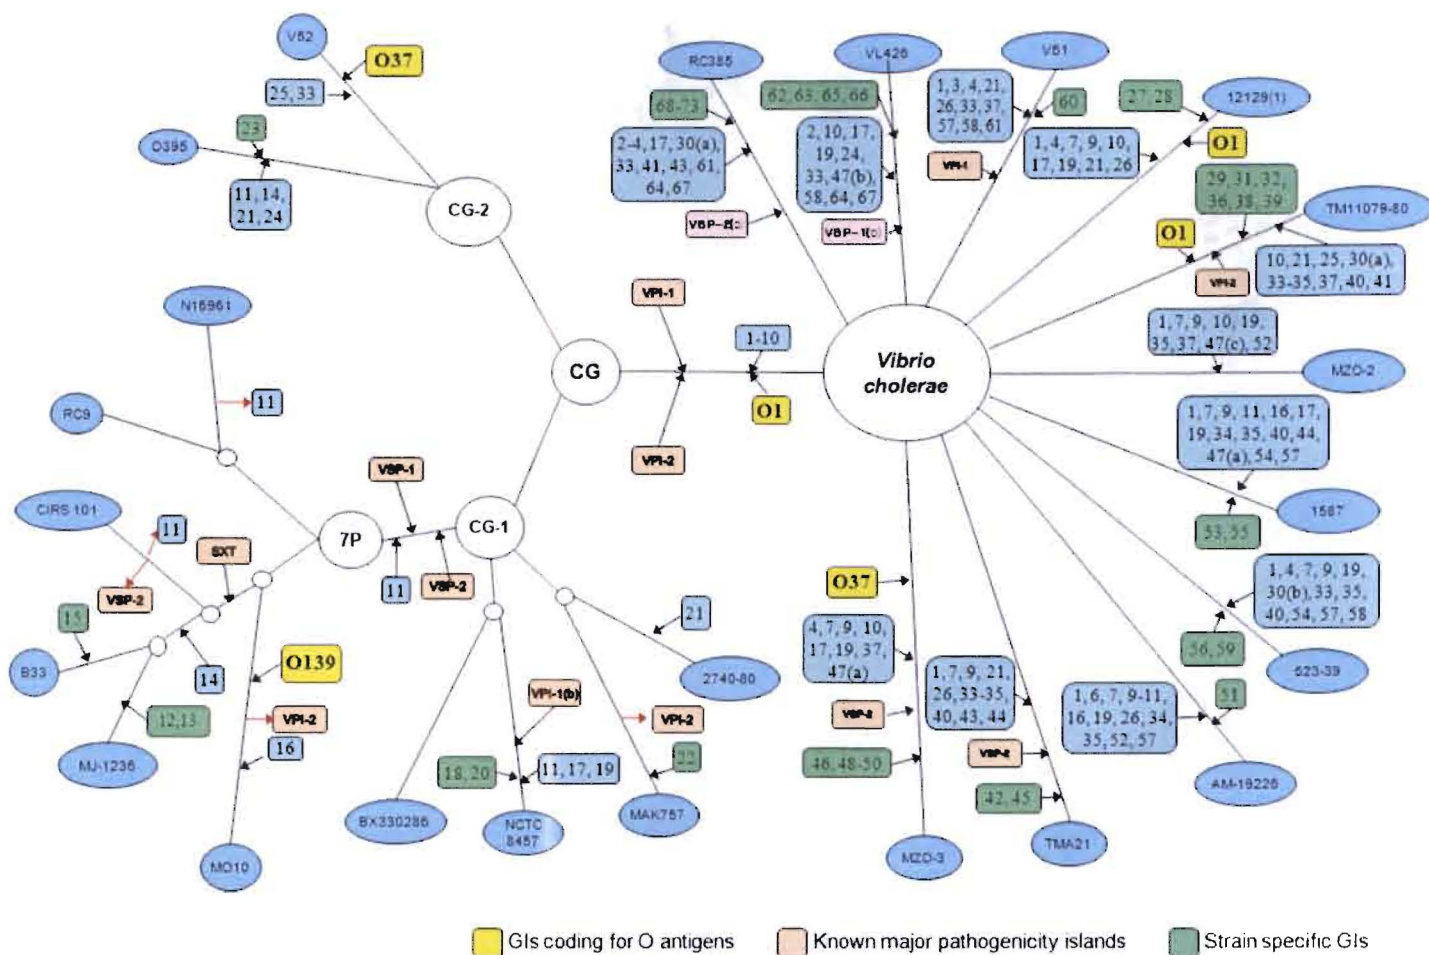 V52
O37
25, 33
23
O395
11, 14,
21, 24
CG-2
RC385
68-73
2-4, 17, 30(a),
33, 41, 43, 61,
64, 67
VL426
62, 63, 65, 66
2, 10, 17,
19, 24,
33, 47(b),
58, 64, 67
V51
1, 3, 4, 21,
26, 33, 37,
57, 58, 61
60
VPI-1
27, 28
12129(1)
1, 4, 7, 9, 10,
17, 19, 21, 26
O1
29, 31, 32,
36, 38, 39
TM11079-80
O1
VPI-2
10, 21, 25, 30(a),
33-35, 37, 40, 41
N16961
11
RC9
VPI-1
1-10
CG
VPI-2
O1
Vibrio
cholerae
1, 7, 9, 10, 19,
35, 37, 47(c), 52
MZO-2
1, 7, 9, 11, 16, 17,
19, 34, 35, 40, 44,
47(a), 54, 57
53, 55
1587
CIRS 101
11
VSP-2
SXT
7P
VSP-1
11
VSP-2
CG-1
15
B33
14
12,13
MJ-1236
O139
VPI-2
16
MO10
21
2740-80
VPI-1(b)
VPI-2
18, 20
11, 17, 19
22
BX330286
NCTC
8457
MAK757
O37
4, 7, 9, 10,
17, 19, 37,
47(a)
VSP-2
46, 48-50
MZO-3
1, 7, 9, 21,
26, 33-35,
40, 43, 44
VSP-2
42, 45
TMA21
1, 4, 7, 9, 19,
30(b), 33, 35,
40, 54, 57, 58
56, 59
623-39
1, 6, 7, 9-11,
16, 19, 26, 34,
35, 52, 57
51
AM-19226
GIs coding for O antigens
Known major pathogenicity islands
Strain specific GIs